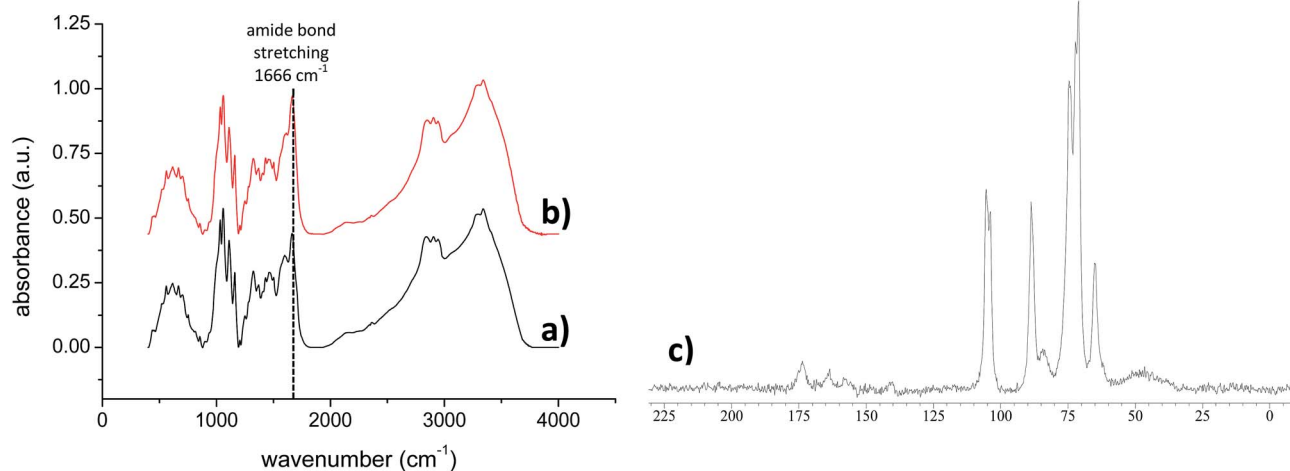 1.25
1.00
0.75
0.50
0.25
0.00
absorbance (a.u.)
amide bond
stretching
1666 cm⁻¹
b)
a)
0
1000
2000
3000
4000
wavenumber (cm⁻¹)
c)
225
200
175
150
125
100
75
50
25
0